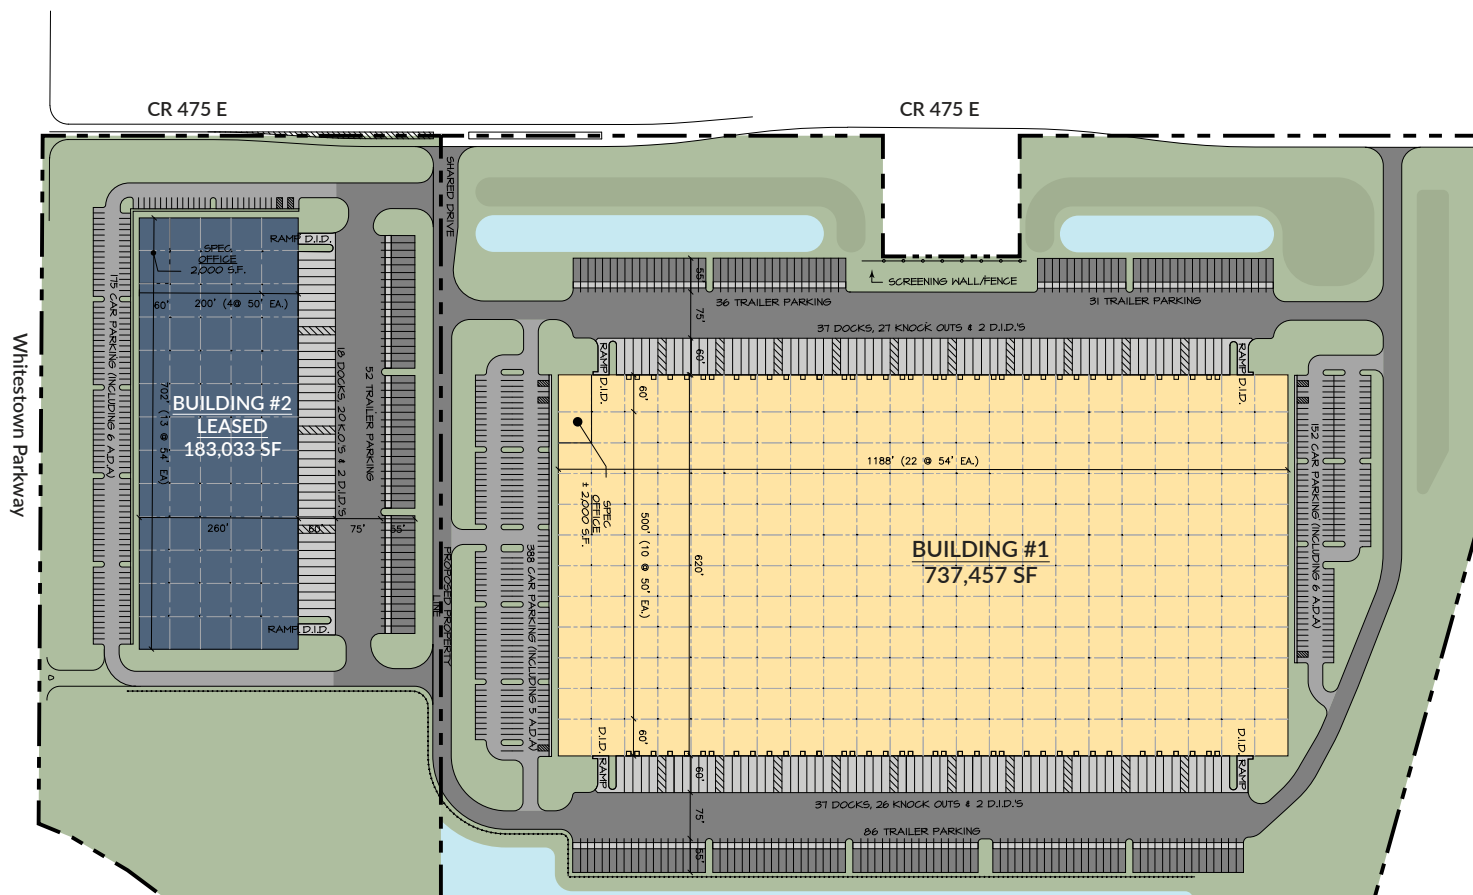 CR 475 E
CR 475 E
SHARED DRIVE
RAMP D.I.D.
SPEC
OFFICE
2,000 S.F.
60'
200' (4@ 50' EA.)
175 CAR PARKING (INCLUDING 6 A.D.A)
702' (13 @ 54' EA)
18 DOCKS, 20 K.O.'S & 2 D.I.D.'S
52 TRAILER PARKING
BUILDING #2
LEASED
183,033 SF
260'
60'
75'
55'
RAMP D.I.D.
Whitestown Parkway
PROPOSED PROPERTY
LINE
55'
75'
60'
36 TRAILER PARKING
SCREENING WALL/FENCE
31 TRAILER PARKING
37 DOCKS, 27 KNOCK OUTS & 2 D.I.D.'S
RAMP
D.I.D.
RAMP
D.I.D.
60'
1188' (22 @ 54' EA.)
SPEC
OFFICE
± 2,000 S.F.
500' (10 @ 50' EA.)
620'
BUILDING #1
737,457 SF
388 CAR PARKING (INCLUDING 5 A.D.A)
152 CAR PARKING (INCLUDING 6 A.D.A)
60'
D.I.D.
RAMP
D.I.D.
RAMP
60'
75'
55'
37 DOCKS, 26 KNOCK OUTS & 2 D.I.D.'S
86 TRAILER PARKING